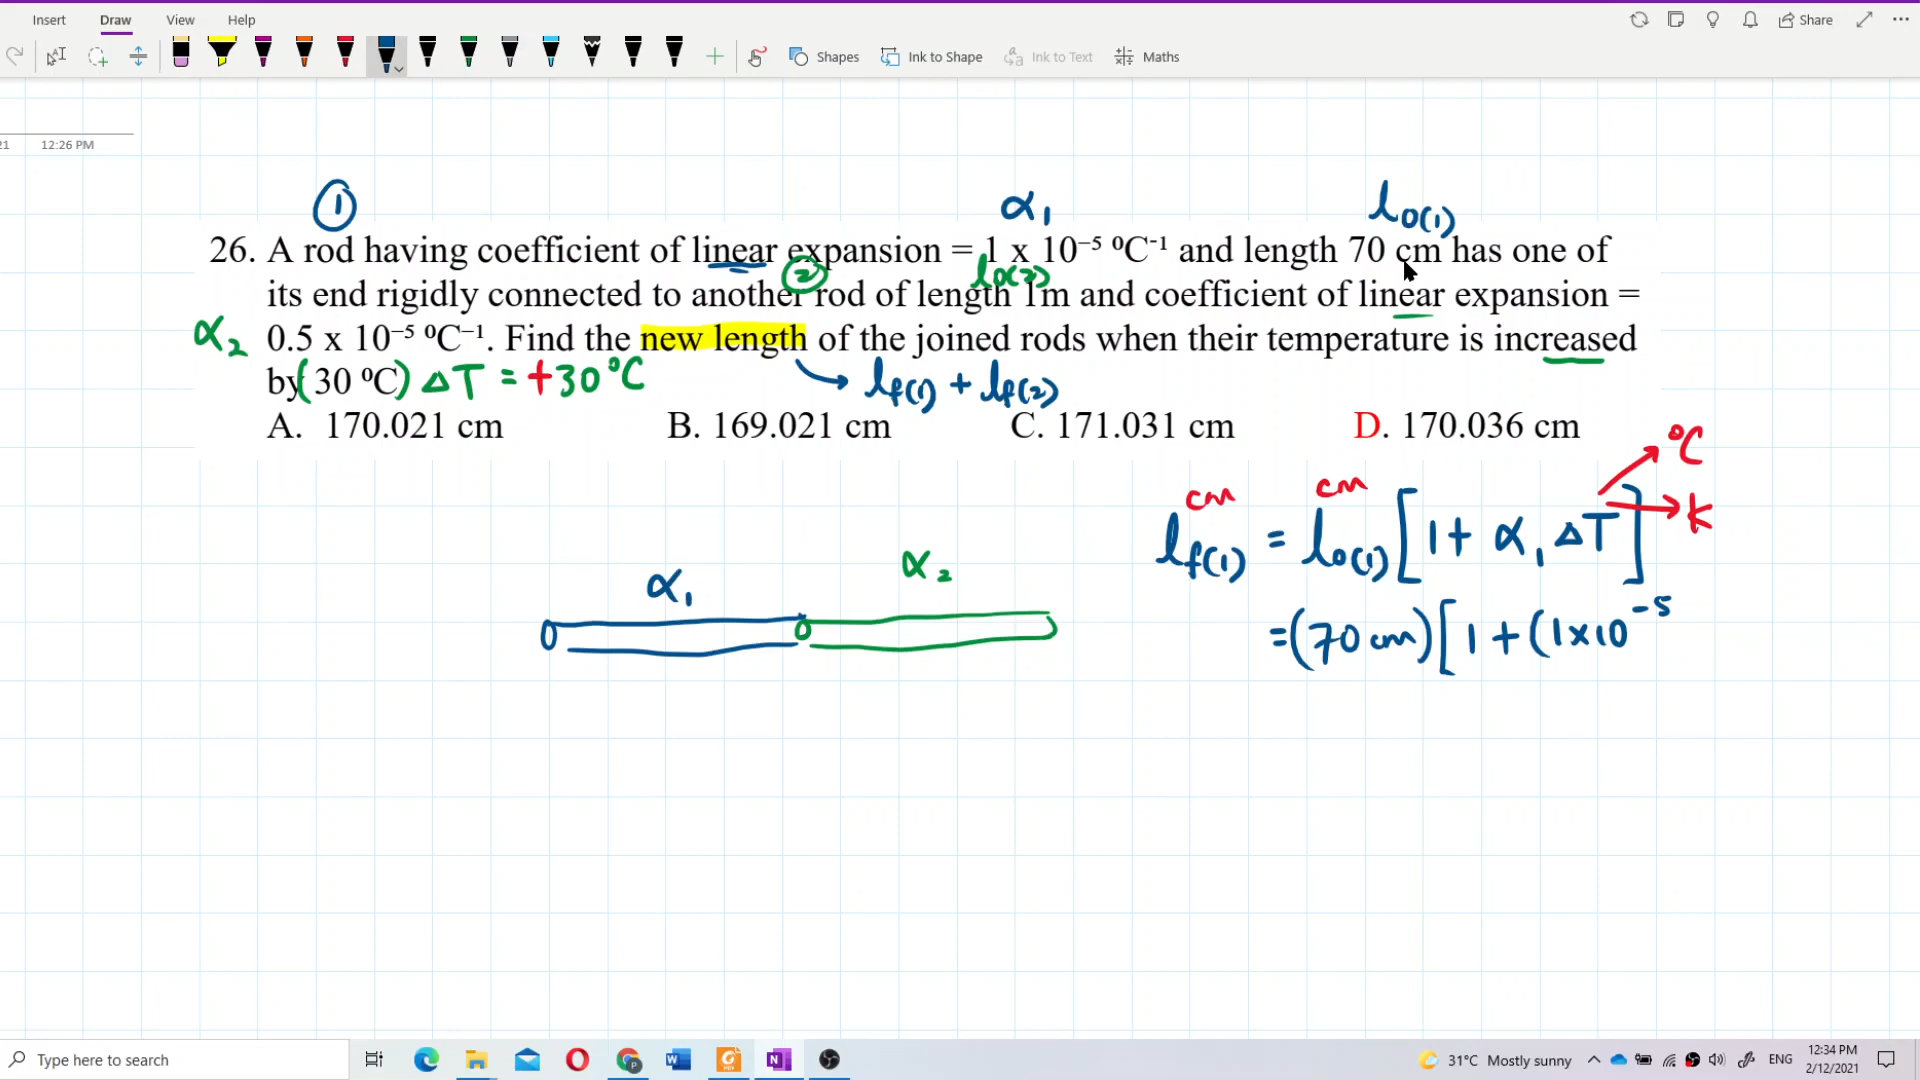 Insert Draw View Help
Share
Shapes Ink to Shape Ink to Text Maths
21 12:26 PM
① α₁ l₀₍₁₎
26. A rod having coefficient of linear expansion = 1 x 10⁻⁵ ⁰C⁻¹ and length 70 cm has one of
② l₀₍₂₎
its end rigidly connected to another rod of length 1m and coefficient of linear expansion =
α₂ 0.5 x 10⁻⁵ ⁰C⁻¹. Find the new length of the joined rods when their temperature is increased
by (30 ⁰C) ΔT = +30°C lf(1) + lf(2)
A. 170.021 cm B. 169.021 cm C. 171.031 cm D. 170.036 cm
°C
cm cm
K
lf(1) = l₀₍₁₎ [1 + α₁ ΔT]
α₁ α₂
=(70 cm)[1 + (1x10⁻⁵
Type here to search
31°C Mostly sunny ENG 12:34 PM
2/12/2021